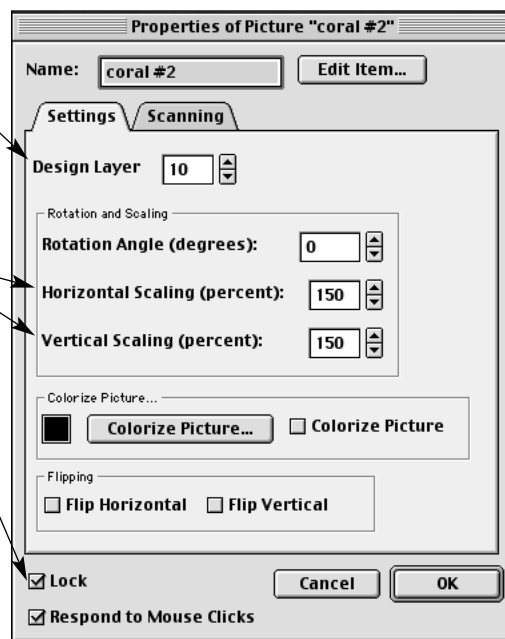 Properties of Picture "coral #2"
Name: coral #2 Edit Item...
Settings Scanning
Design Layer 10
Rotation and Scaling
Rotation Angle (degrees): 0
Horizontal Scaling (percent): 150
Vertical Scaling (percent): 150
Colorize Picture...
Colorize Picture... Colorize Picture
Flipping
Flip Horizontal Flip Vertical
Lock Cancel OK
Respond to Mouse Clicks